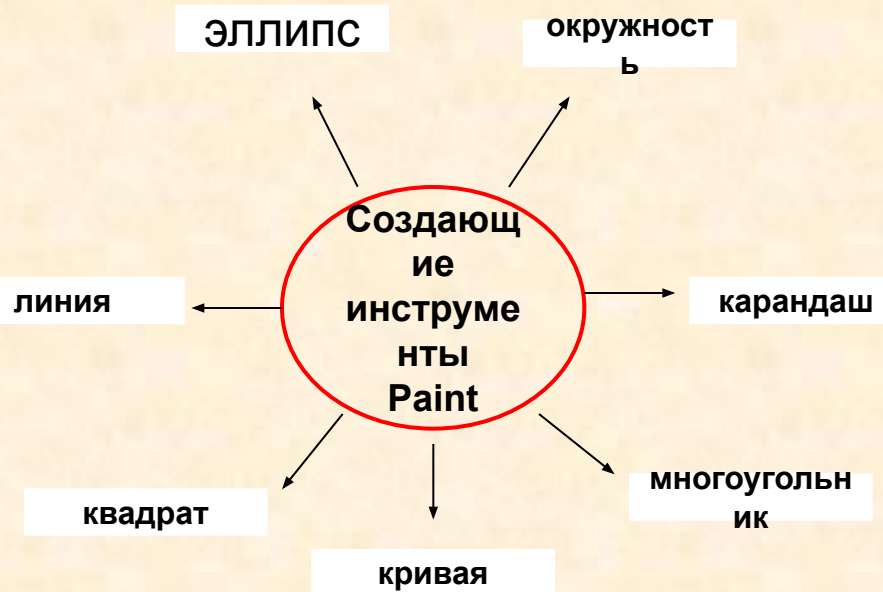 эллипс
окружност
ь
Создающ
ие
инструме
нты
Paint
линия
карандаш
квадрат
многоугольн
ик
кривая